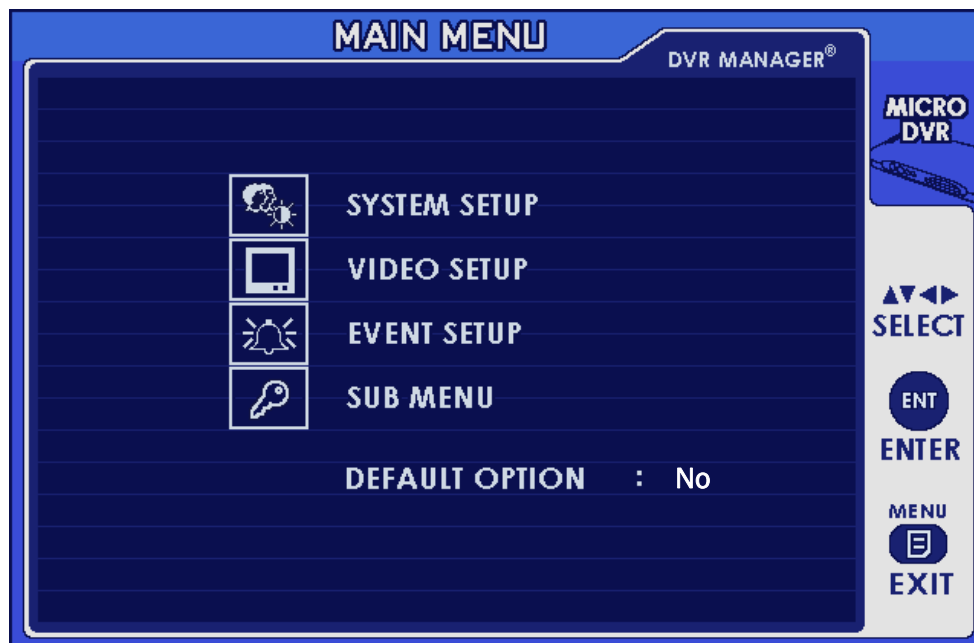 MAIN MENU
DVR MANAGER®
MICRO
DVR
SYSTEM SETUP
VIDEO SETUP
EVENT SETUP
SUB MENU
DEFAULT OPTION : No
▲▼◀▶
SELECT
ENT
ENTER
MENU
EXIT